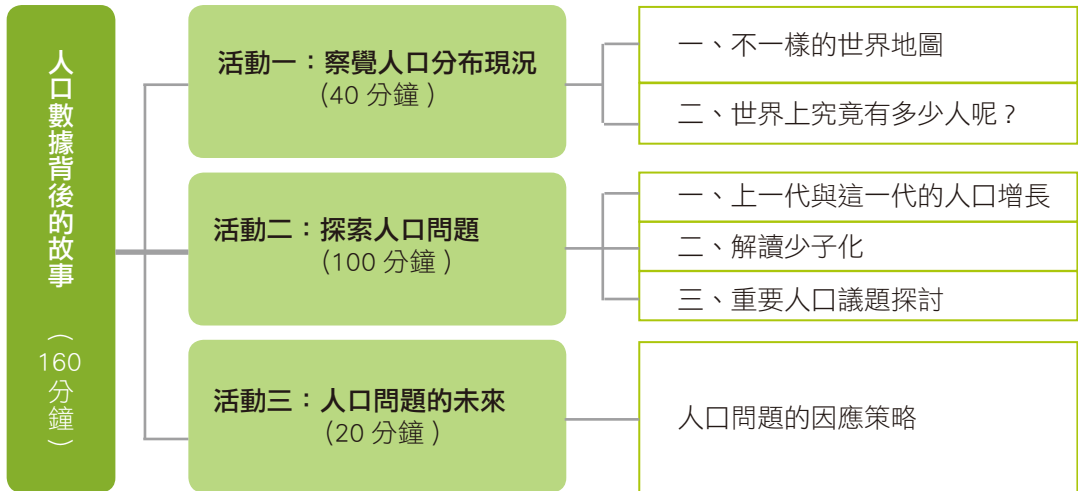 人口數據背後的故事
（160分鐘）
活動一：察覺人口分布現況
(40 分鐘 )
一、不一樣的世界地圖
二、世界上究竟有多少人呢 ?
活動二：探索人口問題
(100 分鐘 )
一、上一代與這一代的人口增長
二、解讀少子化
三、重要人口議題探討
活動三：人口問題的未來
(20 分鐘 )
人口問題的因應策略